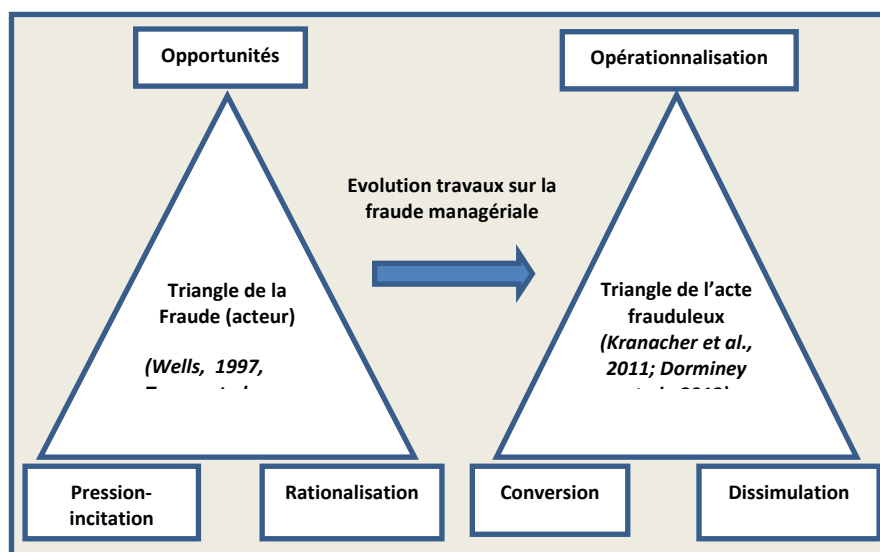 Opportunités
Opérationnalisation
Evolution travaux sur la
fraude managériale
Triangle de la
Fraude (acteur)
(Wells, 1997,
Triangle de l’acte
frauduleux
(Kranacher et al.,
2011; Dorminey
Pression-
incitation
Rationalisation
Conversion
Dissimulation